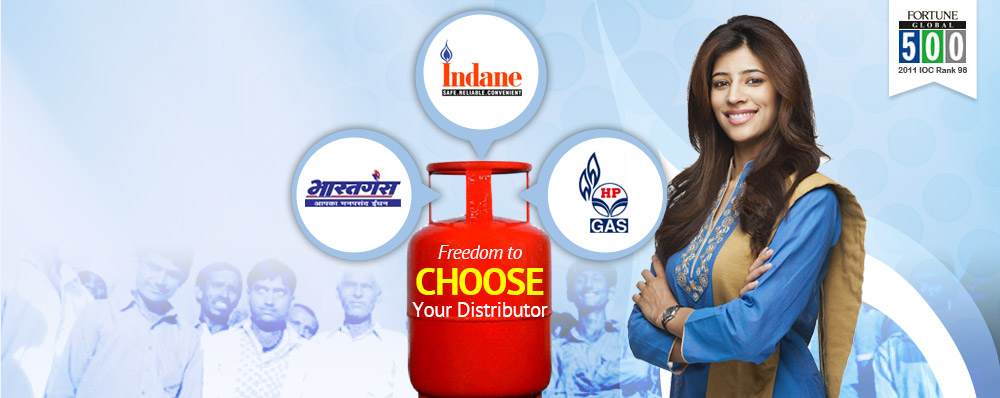 FORTUNE
GLOBAL
500
2011 IOC Rank 98
Indane
SAFE.RELIABLE.CONVENIENT
भारतगैस
आपका मनपसंद ईंधन
HP
GAS
Freedom to
CHOOSE
Your Distributor